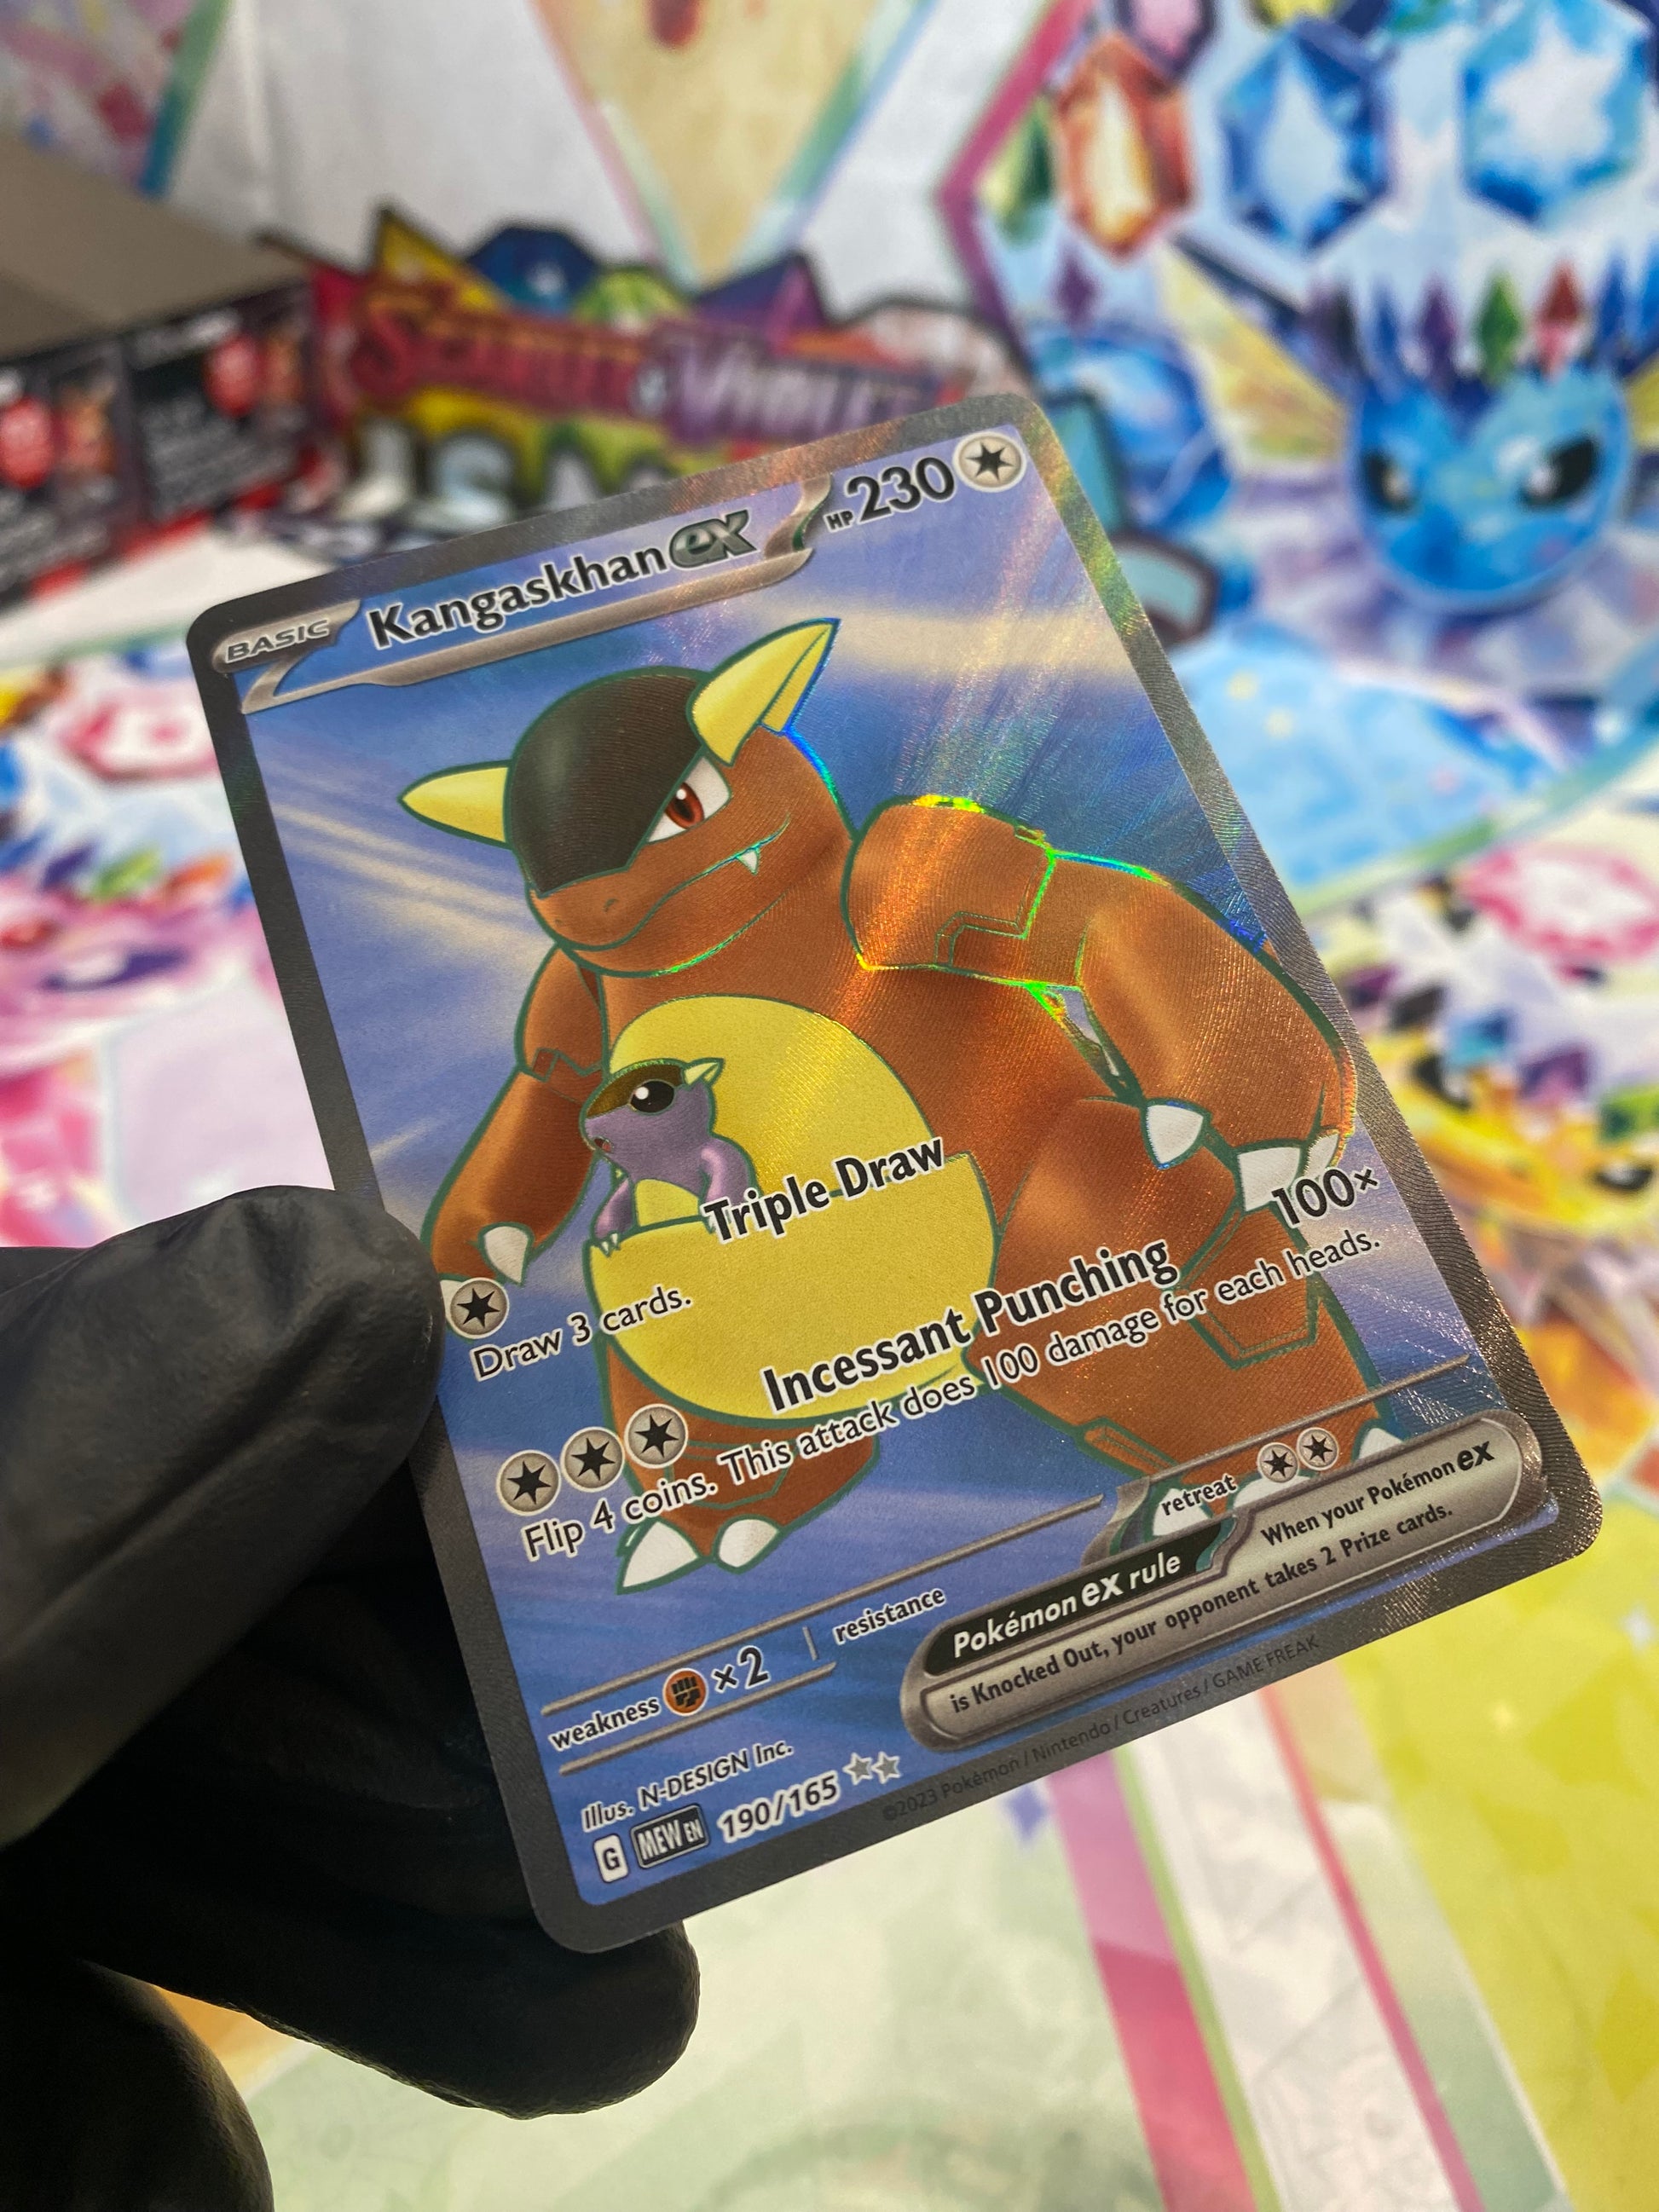 SCARLET & VIOLET
BASIC
Kangaskhan ex
HP 230
Triple Draw
Draw 3 cards.
Incessant Punching
100×
Flip 4 coins. This attack does 100 damage for each heads.
weakness ×2
resistance
retreat
Pokémon ex rule
When your Pokémon ex
is Knocked Out, your opponent takes 2 Prize cards.
Illus. N-DESIGN Inc.
G MEW EN 190/165
©2023 Pokémon / Nintendo / Creatures / GAME FREAK